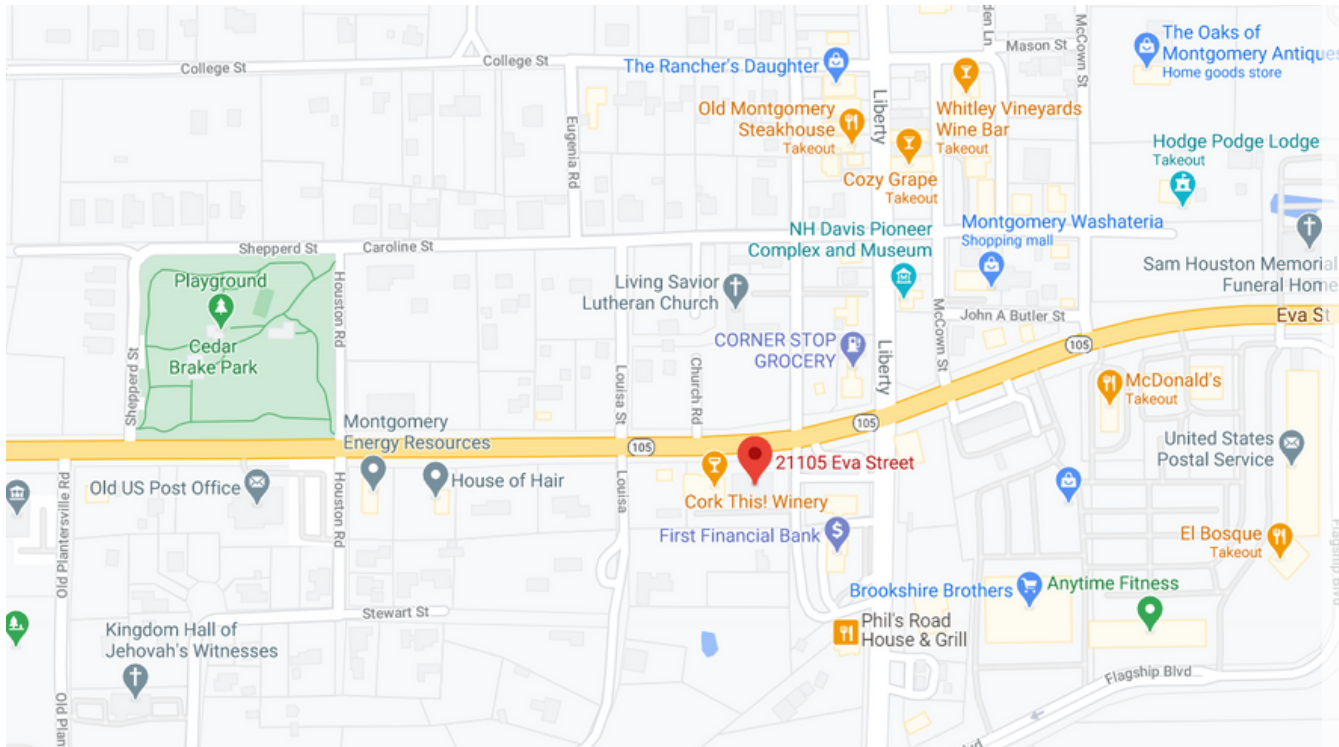 The Oaks of
Montgomery Antiques
Home goods store
Mason St
McCown St
College St
College St
The Rancher's Daughter
Liberty
Old Montgomery
Steakhouse
Takeout
Whitley Vineyards
Wine Bar
Takeout
Eugenia Rd
Cozy Grape
Takeout
Hodge Podge Lodge
Takeout
NH Davis Pioneer
Complex and Museum
Montgomery Washateria
Shopping mall
Shepperd St
Caroline St
Sam Houston Memorial
Funeral Home
Living Savior
Lutheran Church
Playground
Houston Rd
Cedar
Brake Park
Shepperd St
McCown St
John A Butler St
Eva St
105
CORNER STOP
GROCERY
Liberty
Louisa St
Church Rd
McDonald's
Takeout
Montgomery
Energy Resources
105
105
United States
Postal Service
21105 Eva Street
Old US Post Office
House of Hair
Cork This! Winery
Louisa
Houston Rd
Old Plantersville Rd
First Financial Bank
El Bosque
Takeout
Flagship Blvd
Brookshire Brothers
Anytime Fitness
Stewart St
Phil's Road
House & Grill
Kingdom Hall of
Jehovah's Witnesses
Flagship Blvd
Old Plan